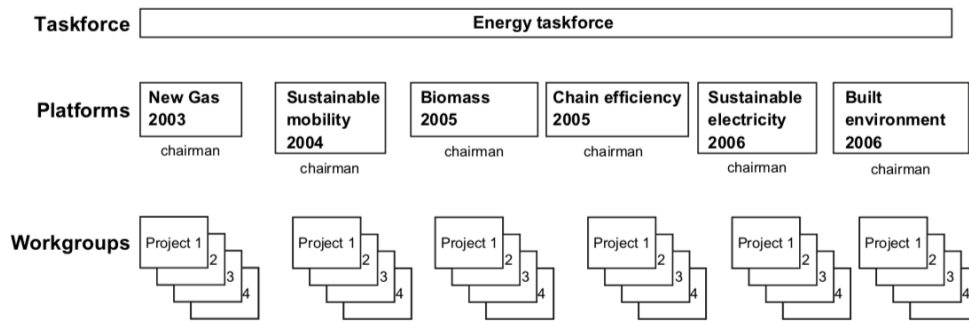 Taskforce
Energy taskforce
Platforms
New Gas
2003
chairman
Sustainable
mobility
2004
chairman
Biomass
2005
chairman
Chain efficiency
2005
chairman
Sustainable
electricity
2006
chairman
Built
environment
2006
chairman
Workgroups
Project 1
2
3
4
Project 1
2
3
4
Project 1
2
3
4
Project 1
2
3
4
Project 1
2
3
4
Project 1
2
3
4